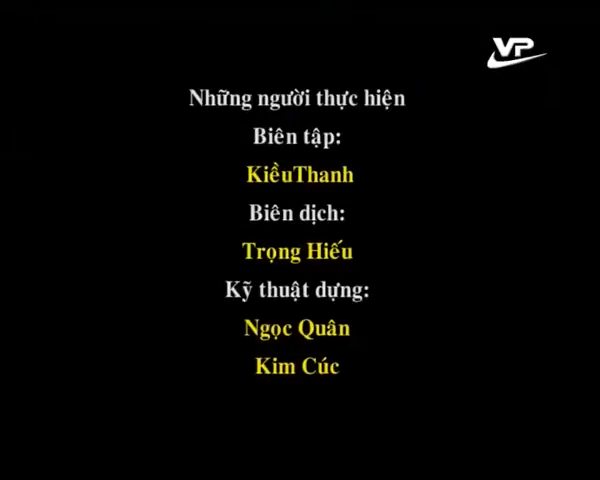 VP
Những người thực hiện
Biên tập:
KiềuThanh
Biên dịch:
Trọng Hiếu
Kỹ thuật dựng:
Ngọc Quân
Kim Cúc